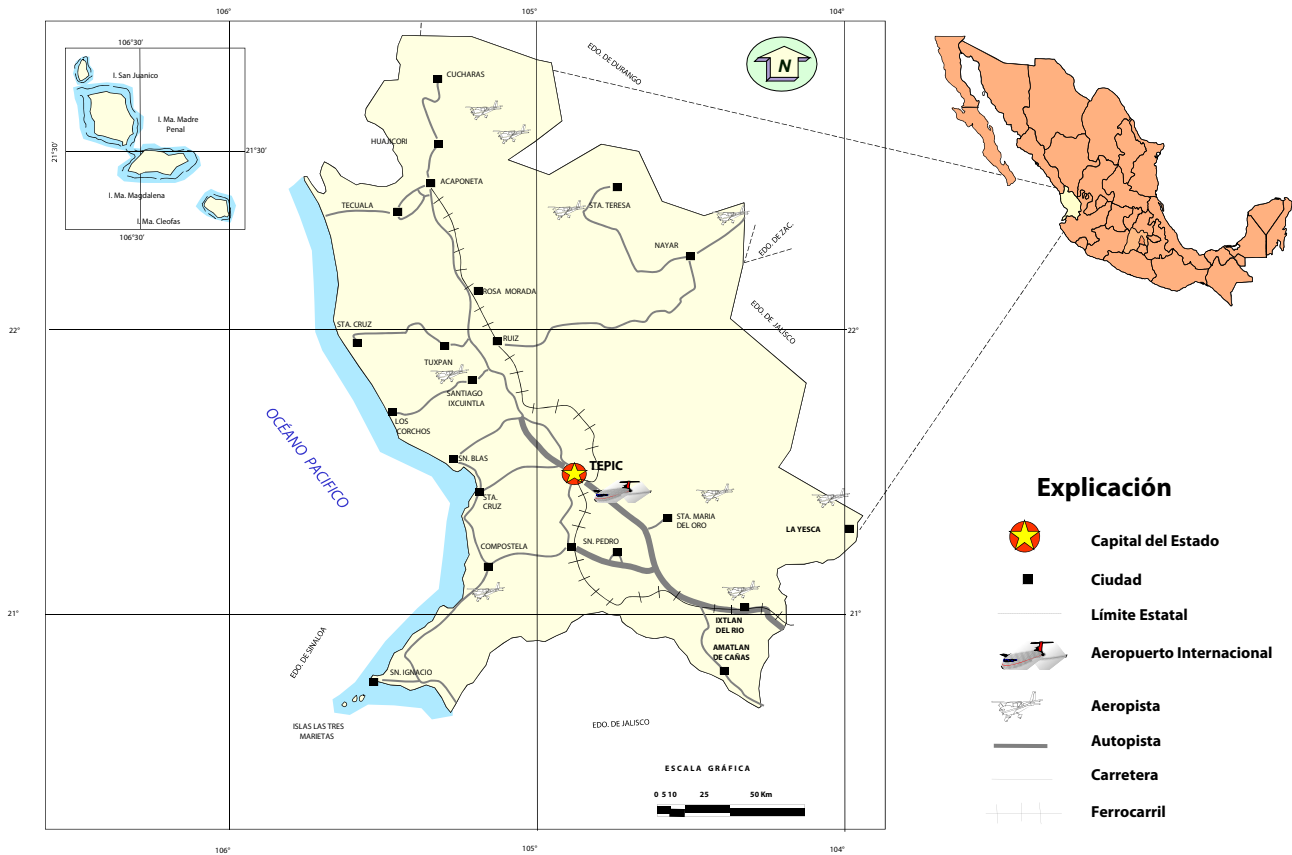 106°
105°
104°
106°30'
I. San Juanico
I. Ma. Madre
Penal
21°30'
21°30'
I. Ma. Magdalena
I. Ma. Cleofas
106°30'
EDO. DE DURANGO
N
CUCHARAS
HUAJICORI
ACAPONETA
TECUALA
STA. TERESA
NAYAR
EDO. DE ZAC.
ROSA MORADA
EDO. DE JALISCO
22°
22°
STA. CRUZ
RUIZ
TUXPAN
SANTIAGO
IXCUINTLA
LOS
CORCHOS
OCÉANO PACIFICO
SN. BLAS
TEPIC
STA.
CRUZ
STA. MARIA
DEL ORO
LA YESCA
COMPOSTELA
SN. PEDRO
21°
21°
IXTLAN
DEL RIO
AMATLAN
DE CAÑAS
EDO. DE SINALOA
SN. IGNACIO
ISLAS LAS TRES
MARIETAS
EDO. DE JALISCO
ESCALA GRÁFICA
0 5 10 25 50 Km
106°
105°
104°
Explicación
Capital del Estado
Ciudad
Límite Estatal
Aeropuerto Internacional
Aeropista
Autopista
Carretera
Ferrocarril